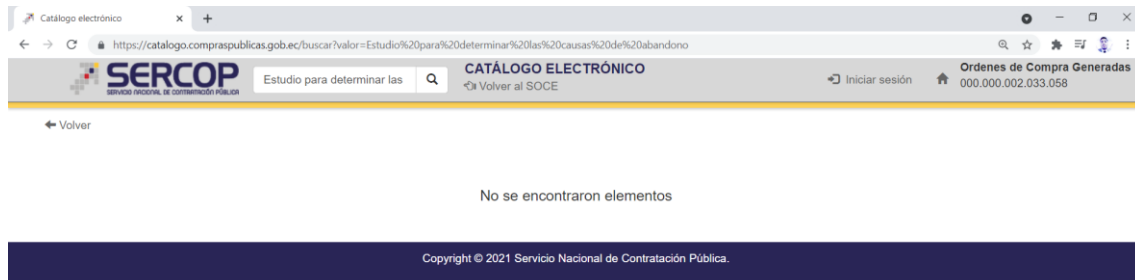 Catálogo electrónico
https://catalogo.compraspublicas.gob.ec/buscar?valor=Estudio%20para%20determinar%20las%20causas%20de%20abandono
SERCOP
SERVICIO NACIONAL DE CONTRATACIÓN PÚBLICA
Estudio para determinar las
CATÁLOGO ELECTRÓNICO
Volver al SOCE
Iniciar sesión
Ordenes de Compra Generadas
000.000.002.033.058
Volver
No se encontraron elementos
Copyright © 2021 Servicio Nacional de Contratación Pública.